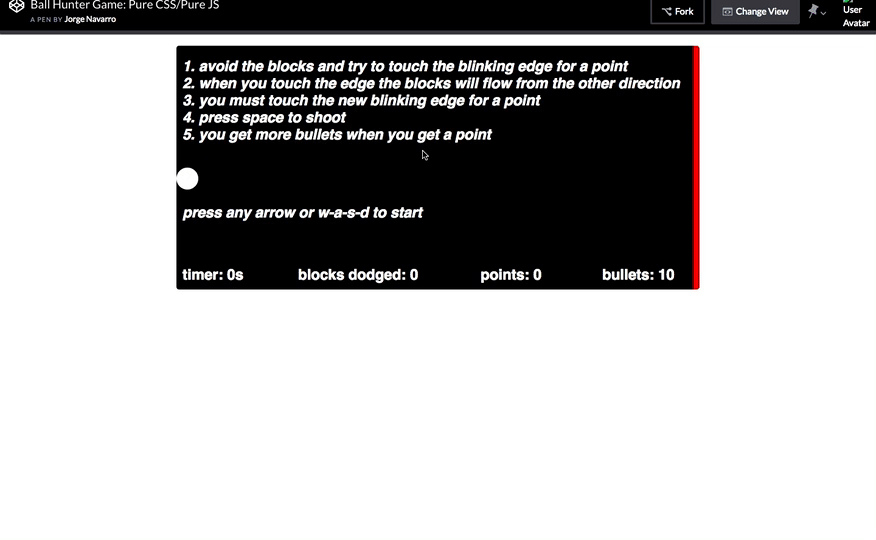 Ball Hunter Game: Pure CSS/Pure JS
A PEN BY Jorge Navarro
Fork
Change View
User
Avatar
1. avoid the blocks and try to touch the blinking edge for a point
2. when you touch the edge the blocks will flow from the other direction
3. you must touch the new blinking edge for a point
4. press space to shoot
5. you get more bullets when you get a point
press any arrow or w-a-s-d to start
timer: 0s blocks dodged: 0 points: 0 bullets: 10